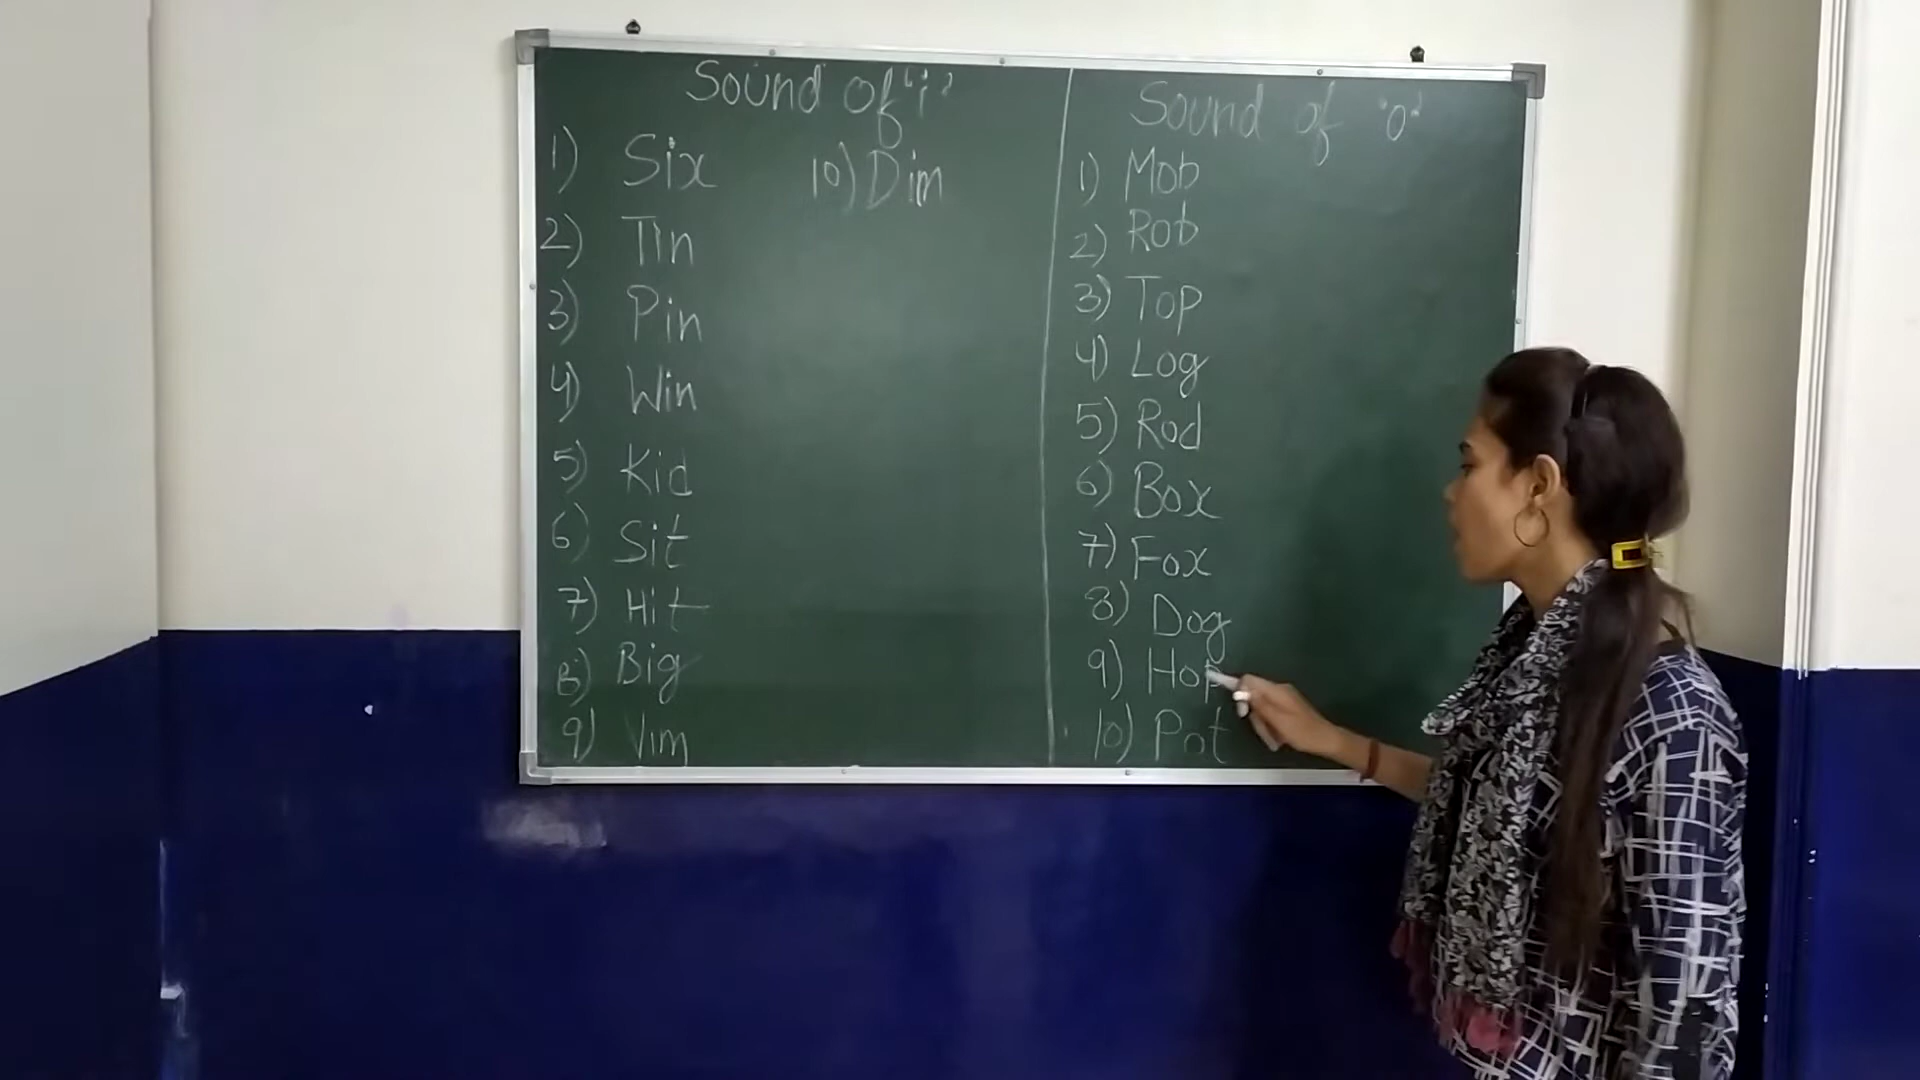 Sound of 'i'
1) Six
2) Tin
3) Pin
4) Win
5) Kid
6) Sit
7) Hit
8) Big
9) Vim
10) Dim
Sound of 'o'
1) Mob
2) Rob
3) Top
4) Log
5) Rod
6) Box
7) Fox
8) Dog
9) Hop
10) Pot